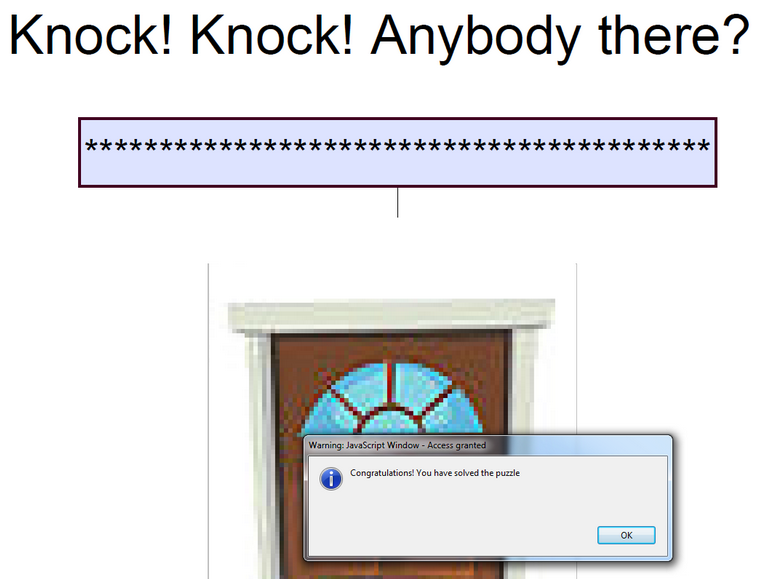 Knock! Knock! Anybody there?
******************************************
Warning: JavaScript Window - Access granted
Congratulations! You have solved the puzzle
OK